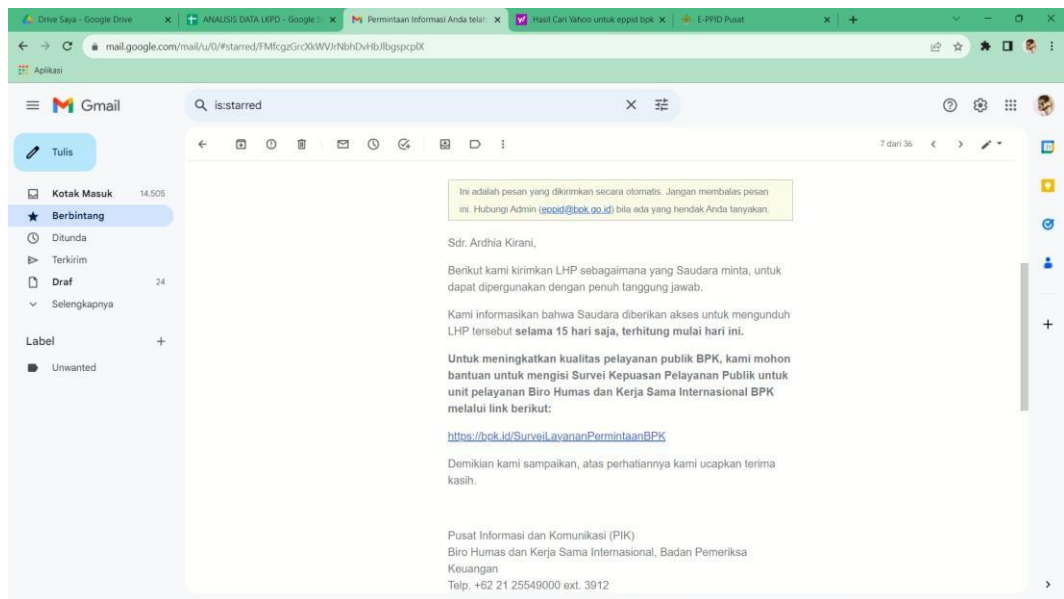 Drive Saya - Google Drive
ANALISIS DATA LKPD - Google S
Permintaan Informasi Anda telah
Hasil Cari Yahoo untuk eppid bpk
E-PPID Pusat
mail.google.com/mail/u/0/#starred/FMfcgzGrcXkWVJrNbhDvHbJlbgspcplX
Aplikasi
Gmail
is:starred
Tulis
7 dari 36
Kotak Masuk 14.505
Berbintang
Ditunda
Terkirim
Draf 24
Selengkapnya
Label
Unwanted
Ini adalah pesan yang dikirimkan secara otomatis. Jangan membalas pesan
ini. Hubungi Admin (eppid@bpk.go.id) bila ada yang hendak Anda tanyakan.
Sdr. Ardhia Kirani,
Berikut kami kirimkan LHP sebagaimana yang Saudara minta, untuk
dapat dipergunakan dengan penuh tanggung jawab.
Kami informasikan bahwa Saudara diberikan akses untuk mengunduh
LHP tersebut selama 15 hari saja, terhitung mulai hari ini.
Untuk meningkatkan kualitas pelayanan publik BPK, kami mohon
bantuan untuk mengisi Survei Kepuasan Pelayanan Publik untuk
unit pelayanan Biro Humas dan Kerja Sama Internasional BPK
melalui link berikut:
https://bpk.id/SurveiLayananPermintaanBPK
Demikian kami sampaikan, atas perhatiannya kami ucapkan terima
kasih.
Pusat Informasi dan Komunikasi (PIK)
Biro Humas dan Kerja Sama Internasional, Badan Pemeriksa
Keuangan
Telp. +62 21 25549000 ext. 3912